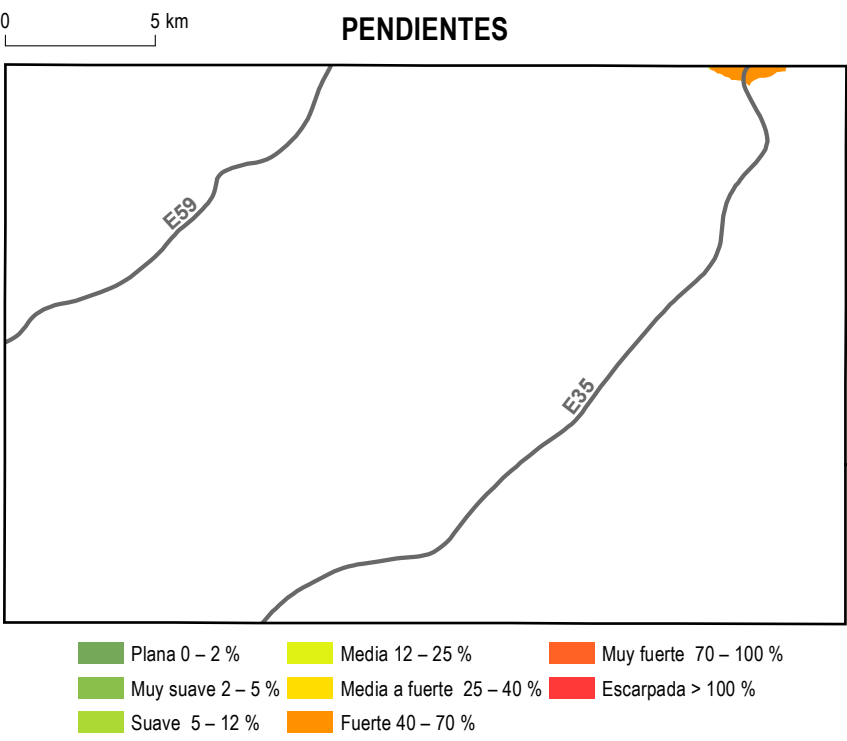 0 5 km
PENDIENTES
E59
E35
Plana 0 – 2 %
Muy suave 2 – 5 %
Suave 5 – 12 %
Media 12 – 25 %
Media a fuerte 25 – 40 %
Fuerte 40 – 70 %
Muy fuerte 70 – 100 %
Escarpada > 100 %